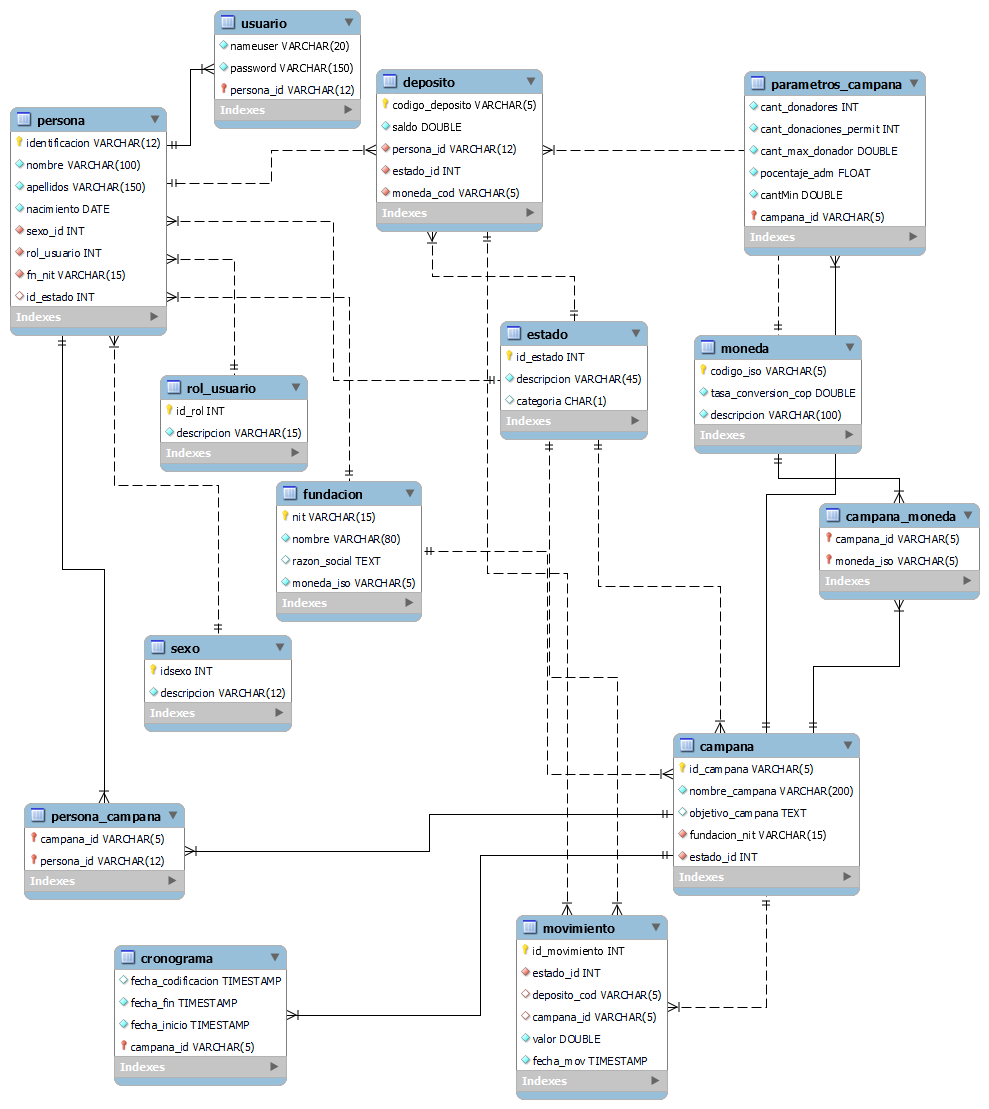 usuario
nameuser VARCHAR(20)
password VARCHAR(150)
persona_id VARCHAR(12)
Indexes
deposito
codigo_deposito VARCHAR(5)
saldo DOUBLE
persona_id VARCHAR(12)
estado_id INT
moneda_cod VARCHAR(5)
Indexes
parametros_campana
cant_donadores INT
cant_donaciones_permit INT
cant_max_donador DOUBLE
pocentaje_adm FLOAT
cantMin DOUBLE
campana_id VARCHAR(5)
Indexes
persona
identificacion VARCHAR(12)
nombre VARCHAR(100)
apellidos VARCHAR(150)
nacimiento DATE
sexo_id INT
rol_usuario INT
fn_nit VARCHAR(15)
id_estado INT
Indexes
estado
id_estado INT
descripcion VARCHAR(45)
categoria CHAR(1)
Indexes
moneda
codigo_iso VARCHAR(5)
tasa_conversion_cop DOUBLE
descripcion VARCHAR(100)
Indexes
rol_usuario
id_rol INT
descripcion VARCHAR(15)
Indexes
fundacion
nit VARCHAR(15)
nombre VARCHAR(80)
razon_social TEXT
moneda_iso VARCHAR(5)
Indexes
campana_moneda
campana_id VARCHAR(5)
moneda_iso VARCHAR(5)
Indexes
sexo
idsexo INT
descripcion VARCHAR(12)
Indexes
campana
id_campana VARCHAR(5)
nombre_campana VARCHAR(200)
objetivo_campana TEXT
fundacion_nit VARCHAR(15)
estado_id INT
Indexes
persona_campana
campana_id VARCHAR(5)
persona_id VARCHAR(12)
Indexes
movimiento
id_movimiento INT
estado_id INT
deposito_cod VARCHAR(5)
campana_id VARCHAR(5)
valor DOUBLE
fecha_mov TIMESTAMP
Indexes
cronograma
fecha_codificacion TIMESTAMP
fecha_fin TIMESTAMP
fecha_inicio TIMESTAMP
campana_id VARCHAR(5)
Indexes